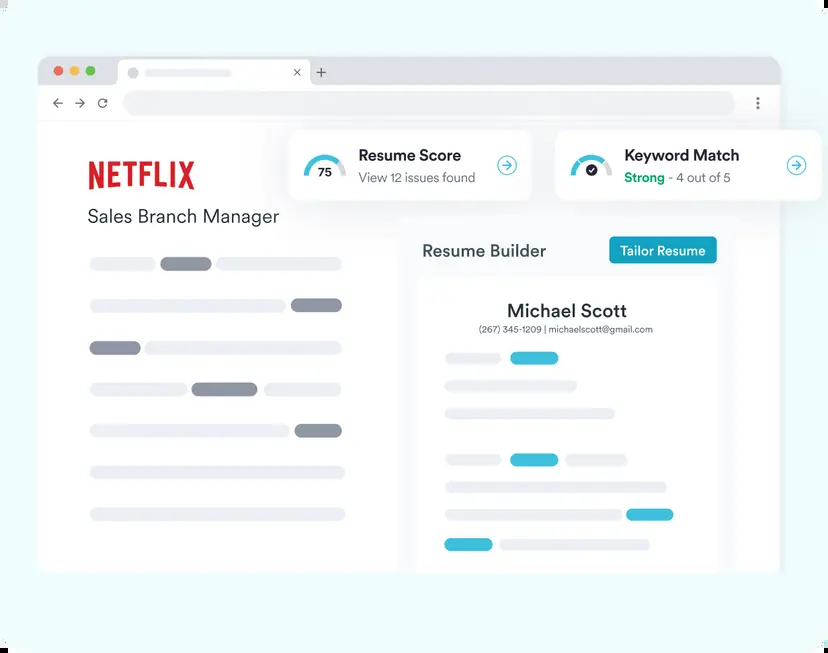 NETFLIX
Sales Branch Manager
75
Resume Score
View 12 issues found
Keyword Match
Strong - 4 out of 5
Resume Builder
Tailor Resume
Michael Scott
(267) 345-1209 | michaelscott@gmail.com